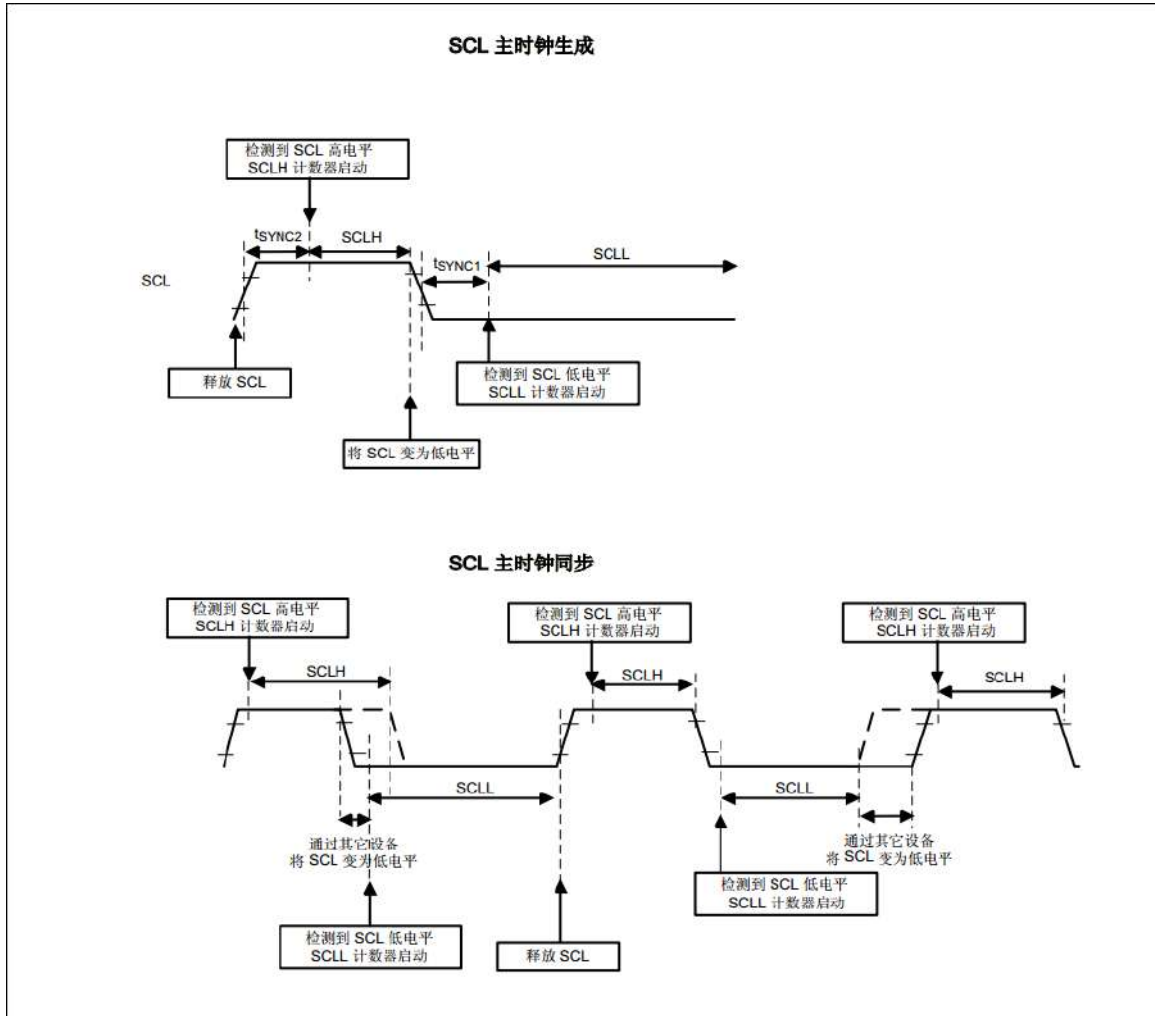 SCL 主时钟生成
检测到 SCL 高电平
SCLH 计数器启动
tSYNC2
SCLH
tSYNC1
SCLL
SCL
释放 SCL
检测到 SCL 低电平
SCLL 计数器启动
将 SCL 变为低电平
SCL 主时钟同步
检测到 SCL 高电平
SCLH 计数器启动
检测到 SCL 高电平
SCLH 计数器启动
检测到 SCL 高电平
SCLH 计数器启动
SCLH
SCLH
SCLH
SCLL
SCLL
通过其它设备
将 SCL 变为低电平
通过其它设备
将 SCL 变为低电平
检测到 SCL 低电平
SCLL 计数器启动
检测到 SCL 低电平
SCLL 计数器启动
释放 SCL